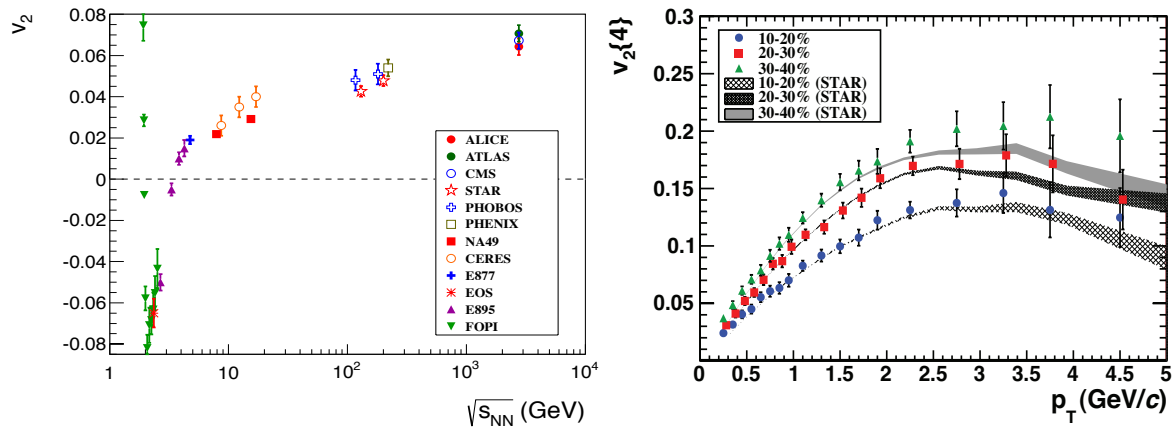 v₂
0.08
0.06
0.04
0.02
0
-0.02
-0.04
-0.06
-0.08
1
10
10²
10³
10⁴
√s_NN (GeV)
ALICE
ATLAS
CMS
STAR
PHOBOS
PHENIX
NA49
CERES
E877
EOS
E895
FOPI
v₂{4}
0.3
0.25
0.2
0.15
0.1
0.05
10-20%
20-30%
30-40%
10-20% (STAR)
20-30% (STAR)
30-40% (STAR)
0 0.5 1 1.5 2 2.5 3 3.5 4 4.5 5
p_T (GeV/c)